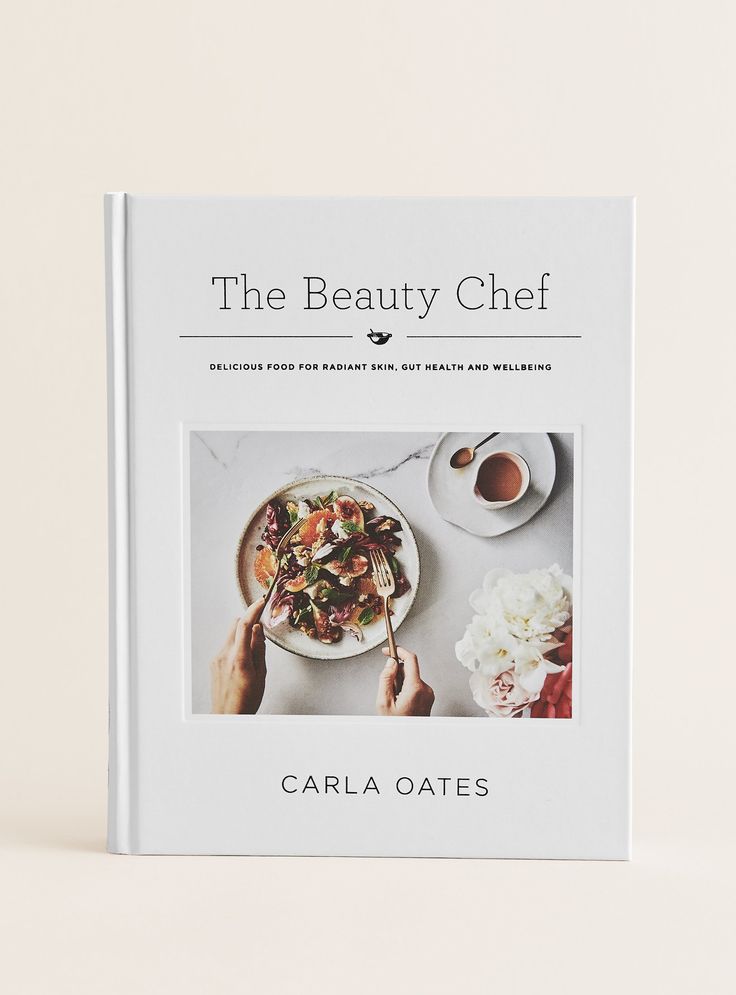 The Beauty Chef
DELICIOUS FOOD FOR RADIANT SKIN, GUT HEALTH AND WELLBEING
CARLA OATES